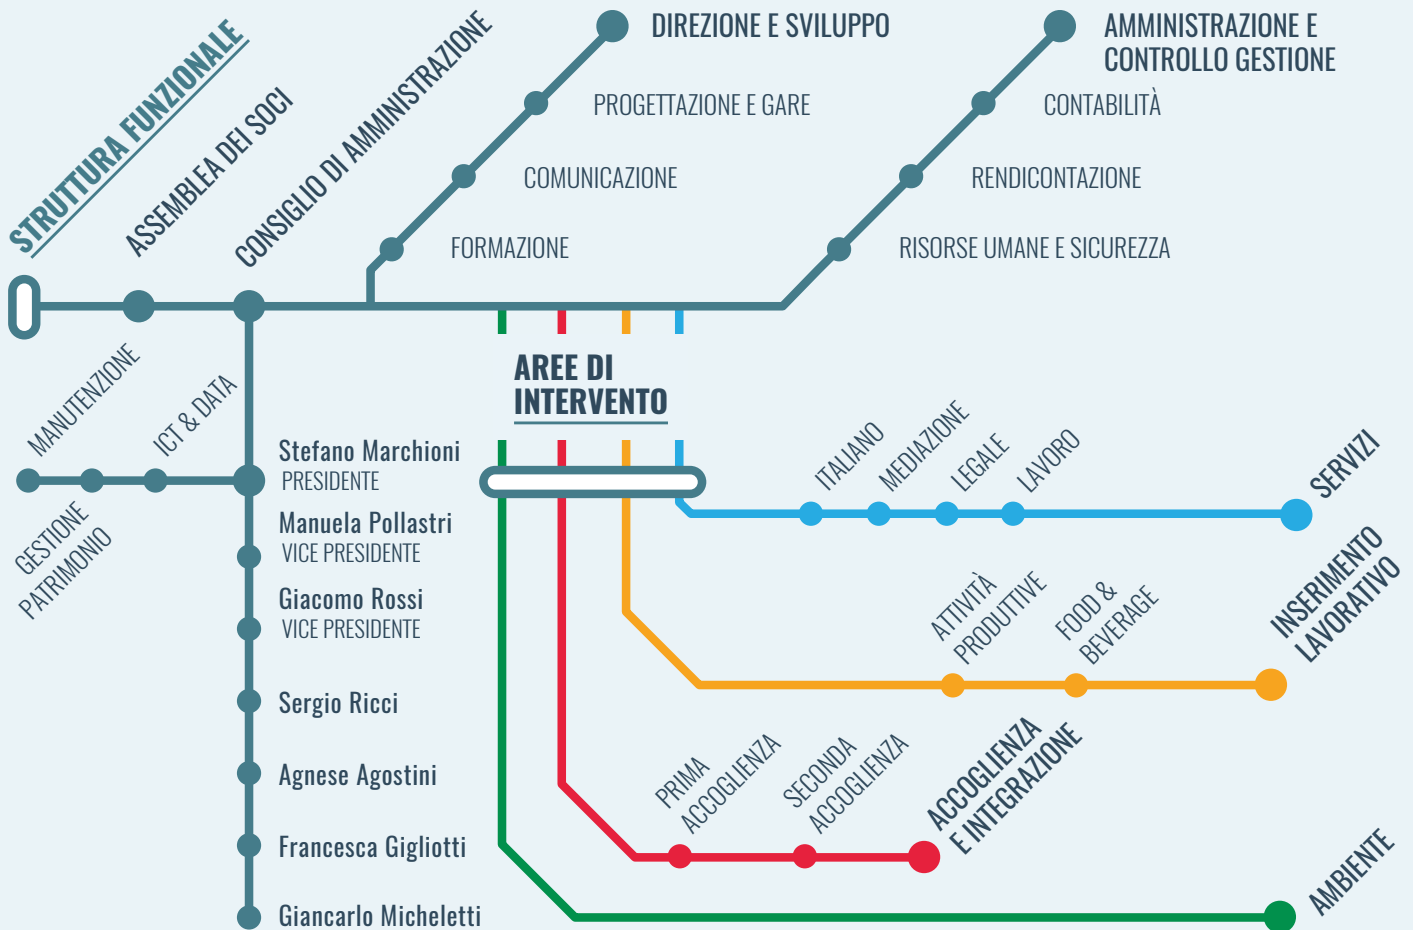 STRUTTURA FUNZIONALE
ASSEMBLEA DEI SOCI
CONSIGLIO DI AMMINISTRAZIONE
DIREZIONE E SVILUPPO
PROGETTAZIONE E GARE
COMUNICAZIONE
FORMAZIONE
AMMINISTRAZIONE E
CONTROLLO GESTIONE
CONTABILITÀ
RENDICONTAZIONE
RISORSE UMANE E SICUREZZA
MANUTENZIONE
ICT & DATA
GESTIONE
PATRIMONIO
Stefano Marchioni
PRESIDENTE
Manuela Pollastri
VICE PRESIDENTE
Giacomo Rossi
VICE PRESIDENTE
Sergio Ricci
Agnese Agostini
Francesca Gigliotti
Giancarlo Micheletti
AREE DI
INTERVENTO
ITALIANO
MEDIAZIONE
LEGALE
LAVORO
SERVIZI
ATTIVITÀ
PRODUTTIVE
FOOD &
BEVERAGE
INSERIMENTO
LAVORATIVO
PRIMA
ACCOGLIENZA
SECONDA
ACCOGLIENZA
ACCOGLIENZA
E INTEGRAZIONE
AMBIENTE